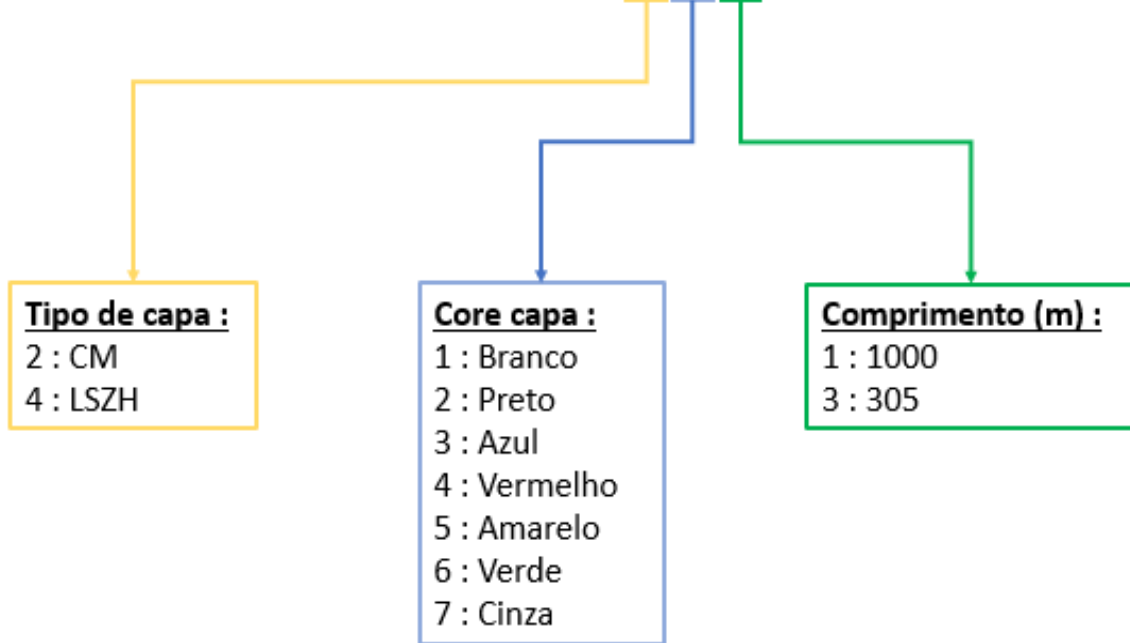 Tipo de capa :
2 : CM
4 : LSZH
Core capa :
1 : Branco
2 : Preto
3 : Azul
4 : Vermelho
5 : Amarelo
6 : Verde
7 : Cinza
Comprimento (m) :
1 : 1000
3 : 305